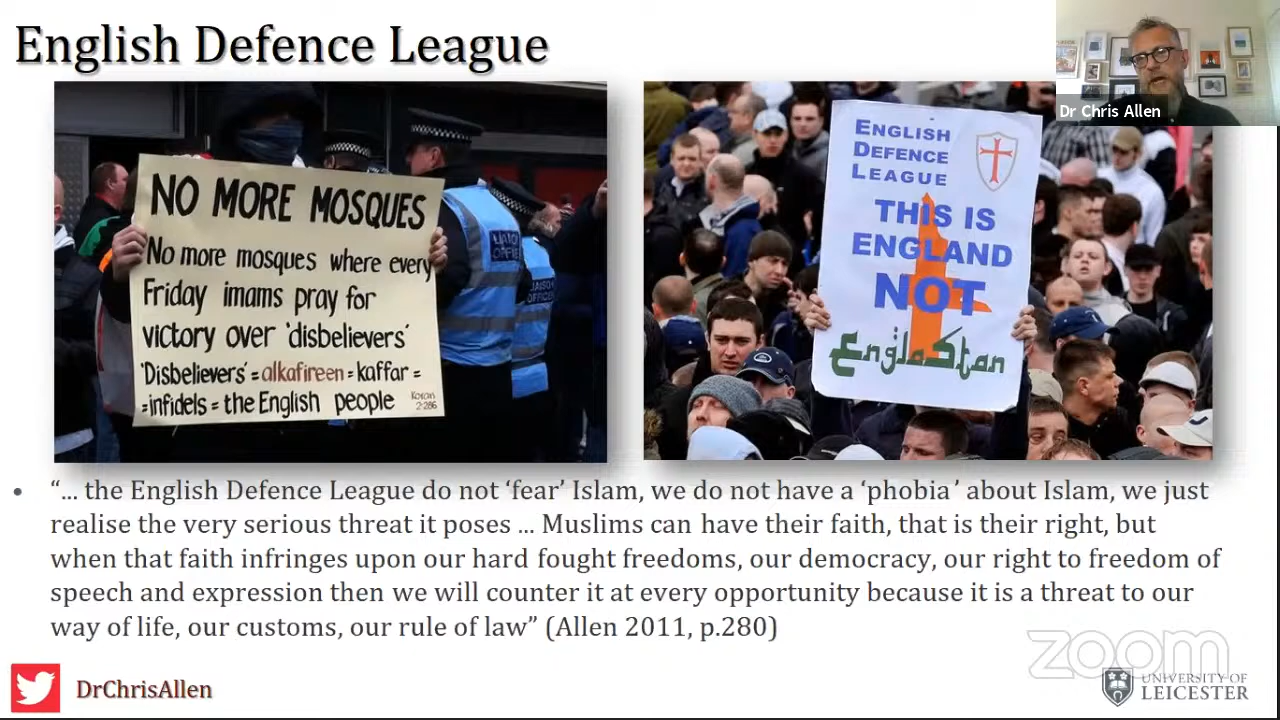 English Defence League
Dr Chris Allen
NO MORE MOSQUES
No more mosques where every
Friday imams pray for
victory over 'disbelievers'
'Disbelievers' = alkafireen = kaffar =
=infidels = the English people
Koran
2-286
LIAISON
OFFICER
ENGLISH
DEFENCE
LEAGUE
THIS IS
ENGLAND
NOT
EnglaStan
• “... the English Defence League do not ‘fear’ Islam, we do not have a ‘phobia’ about Islam, we just
realise the very serious threat it poses ... Muslims can have their faith, that is their right, but
when that faith infringes upon our hard fought freedoms, our democracy, our right to freedom of
speech and expression then we will counter it at every opportunity because it is a threat to our
way of life, our customs, our rule of law” (Allen 2011, p.280)
zoom
DrChrisAllen
UNIVERSITY OF
LEICESTER